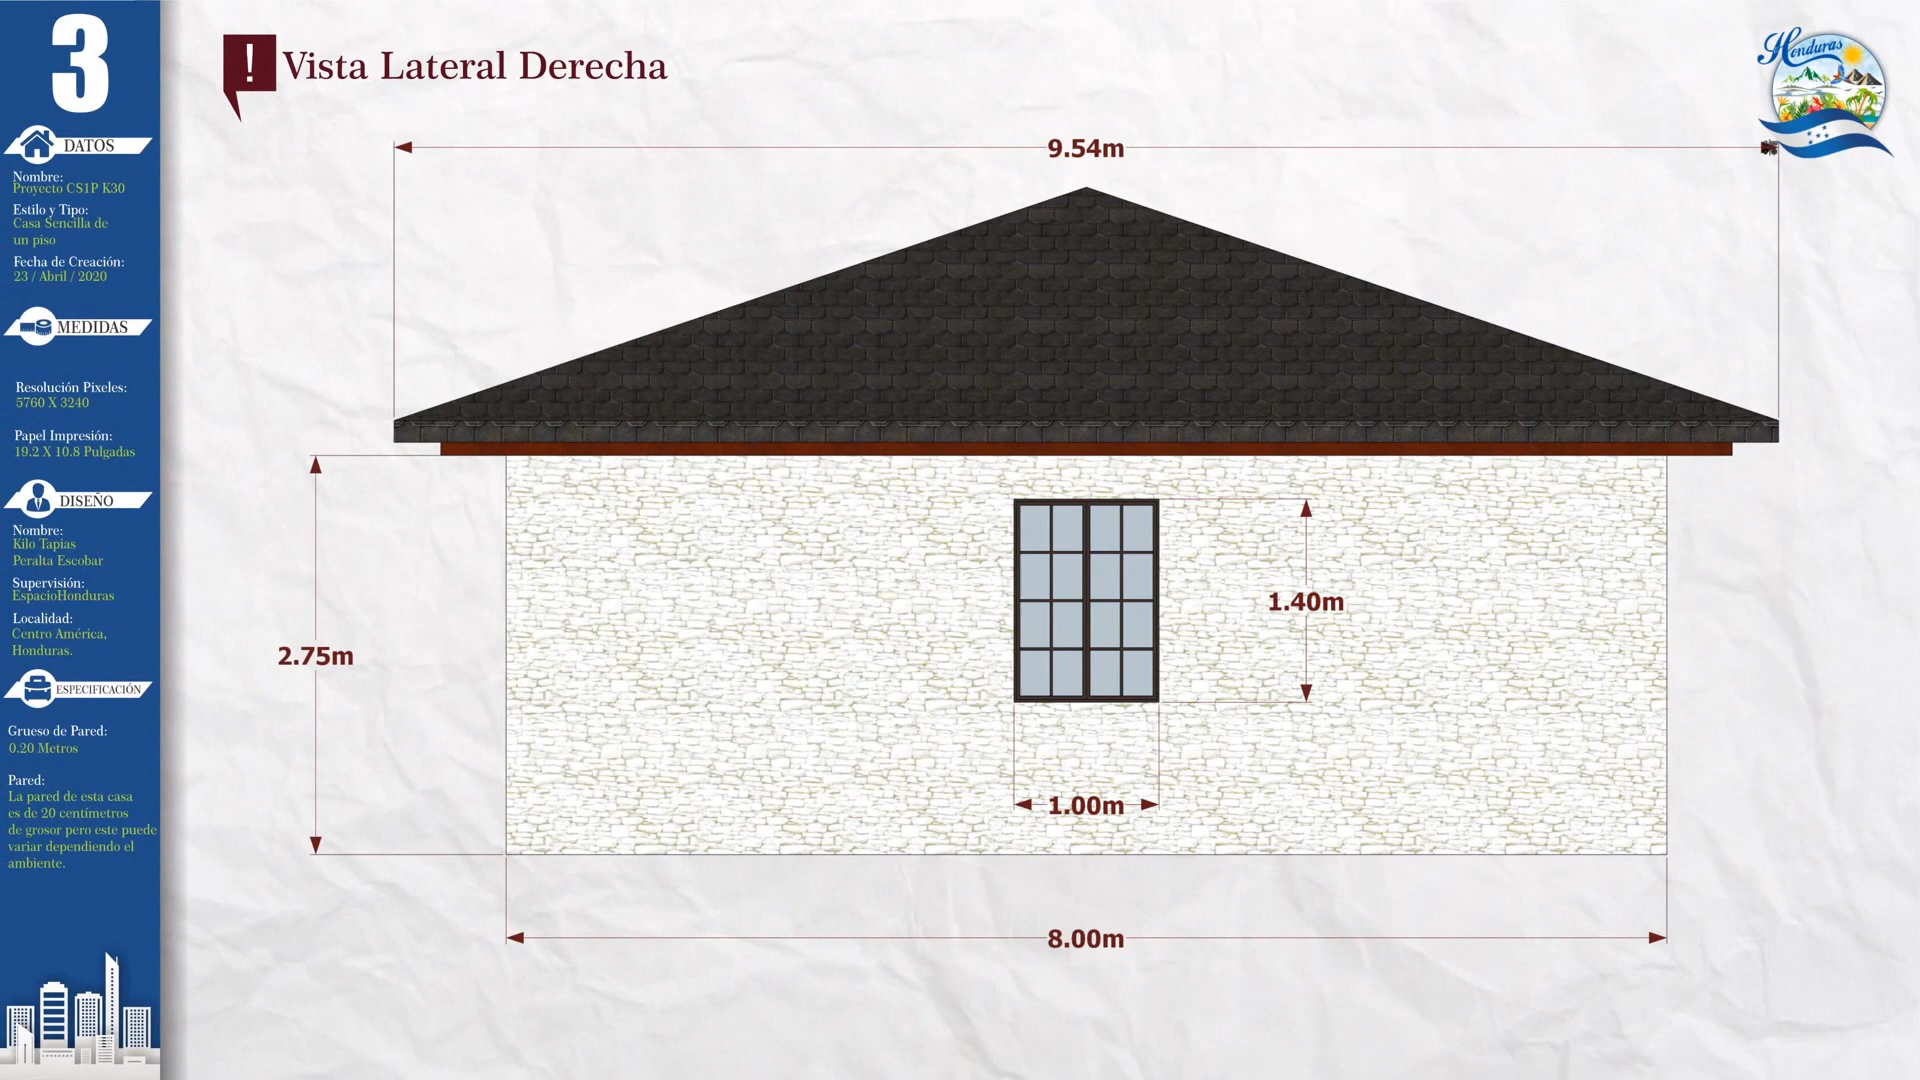 3
DATOS
Nombre:
Proyecto CS1P K30
Estilo y Tipo:
Casa Sencilla de
un piso
Fecha de Creación:
23 / Abril / 2020
MEDIDAS
Resolución Pixeles:
5760 X 3240
Papel Impresión:
19.2 X 10.8 Pulgadas
DISEÑO
Nombre:
Kilo Tapias
Peralta Escobar
Supervisión:
EspacioHonduras
Localidad:
Centro América,
Honduras.
ESPECIFICACIÓN
Grueso de Pared:
0.20 Metros
Pared:
La pared de esta casa
es de 20 centímetros
de grosor pero este puede
variar dependiendo el
ambiente.
! Vista Lateral Derecha
Honduras
9.54m
2.75m
1.40m
1.00m
8.00m